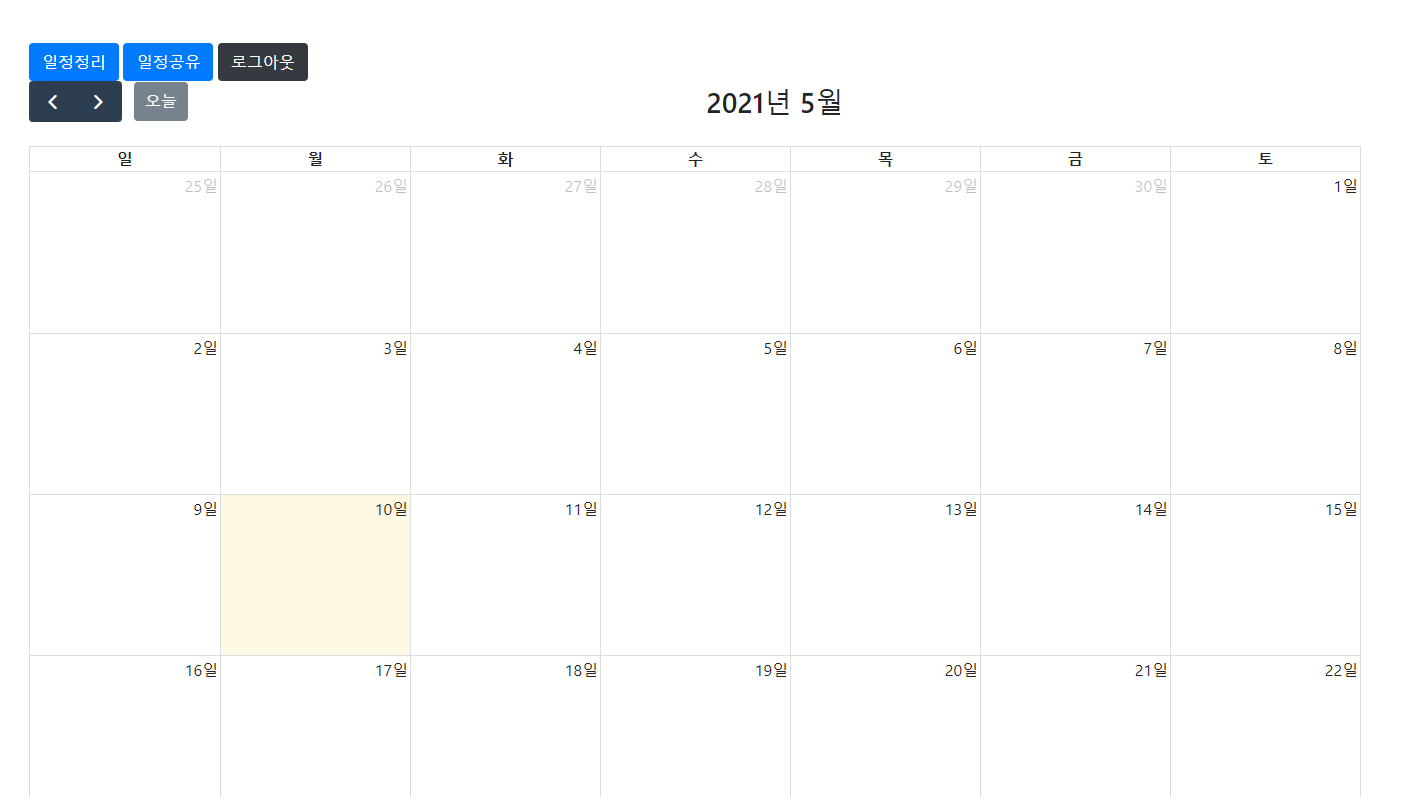 일정정리 일정공유 로그아웃
오늘 2021년 5월
일 월 화 수 목 금 토
25일 26일 27일 28일 29일 30일 1일
2일 3일 4일 5일 6일 7일 8일
9일 10일 11일 12일 13일 14일 15일
16일 17일 18일 19일 20일 21일 22일